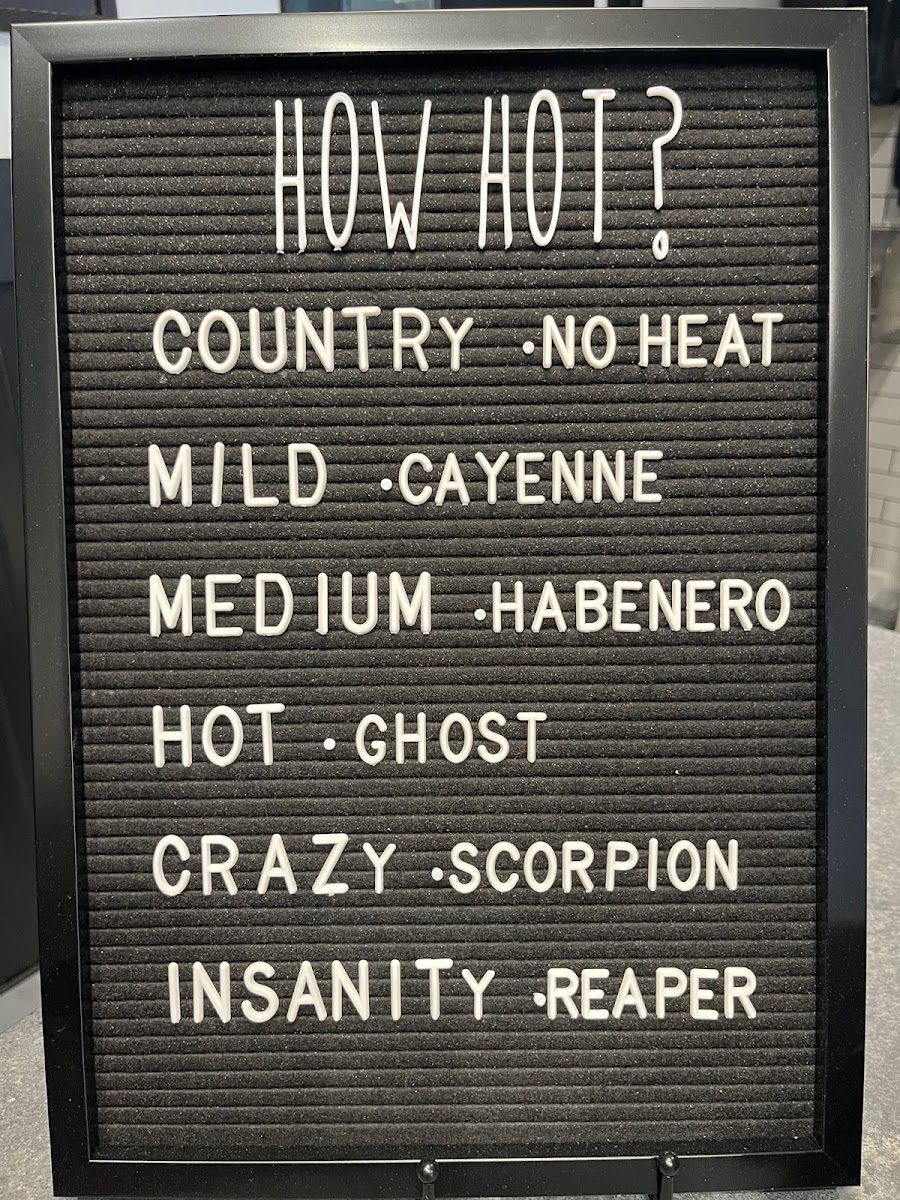 HOW HOT?
COUNTRY •NO HEAT
MILD •CAYENNE
MEDIUM •HABENERO
HOT • GHOST
CRAZY •SCORPION
INSANITY •REAPER